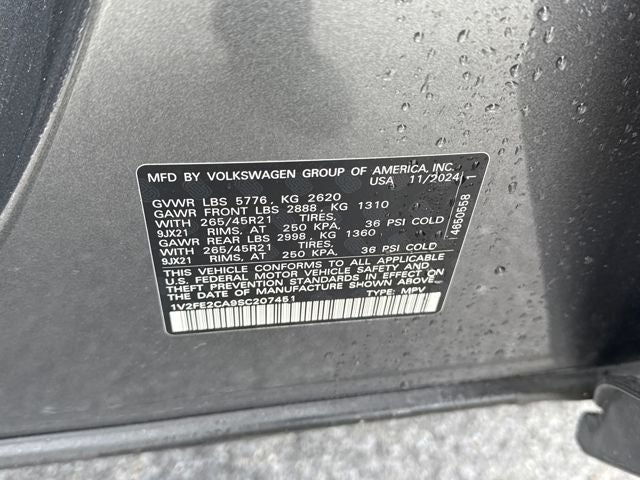 MFD BY VOLKSWAGEN GROUP OF AMERICA, INC.
USA 11/2024
GVWR LBS 5776, KG 2620
GAWR FRONT LBS 2888, KG 1310
WITH 265/45R21 TIRES.
9JX21 RIMS, AT 250 KPA. 36 PSI COLD
GAWR REAR LBS 2998, KG 1360
WITH 265/45R21 TIRES.
9JX21 RIMS, AT 250 KPA. 36 PSI COLD
THIS VEHICLE CONFORMS TO ALL APPLICABLE
U.S. FEDERAL MOTOR VEHICLE SAFETY AND
THEFT PREVENTION STANDARDS IN EFFECT ON
THE DATE OF MANUFACTURE SHOWN ABOVE.
1V2FE2CA9SC207451 TYPE: MPV
4650558 1